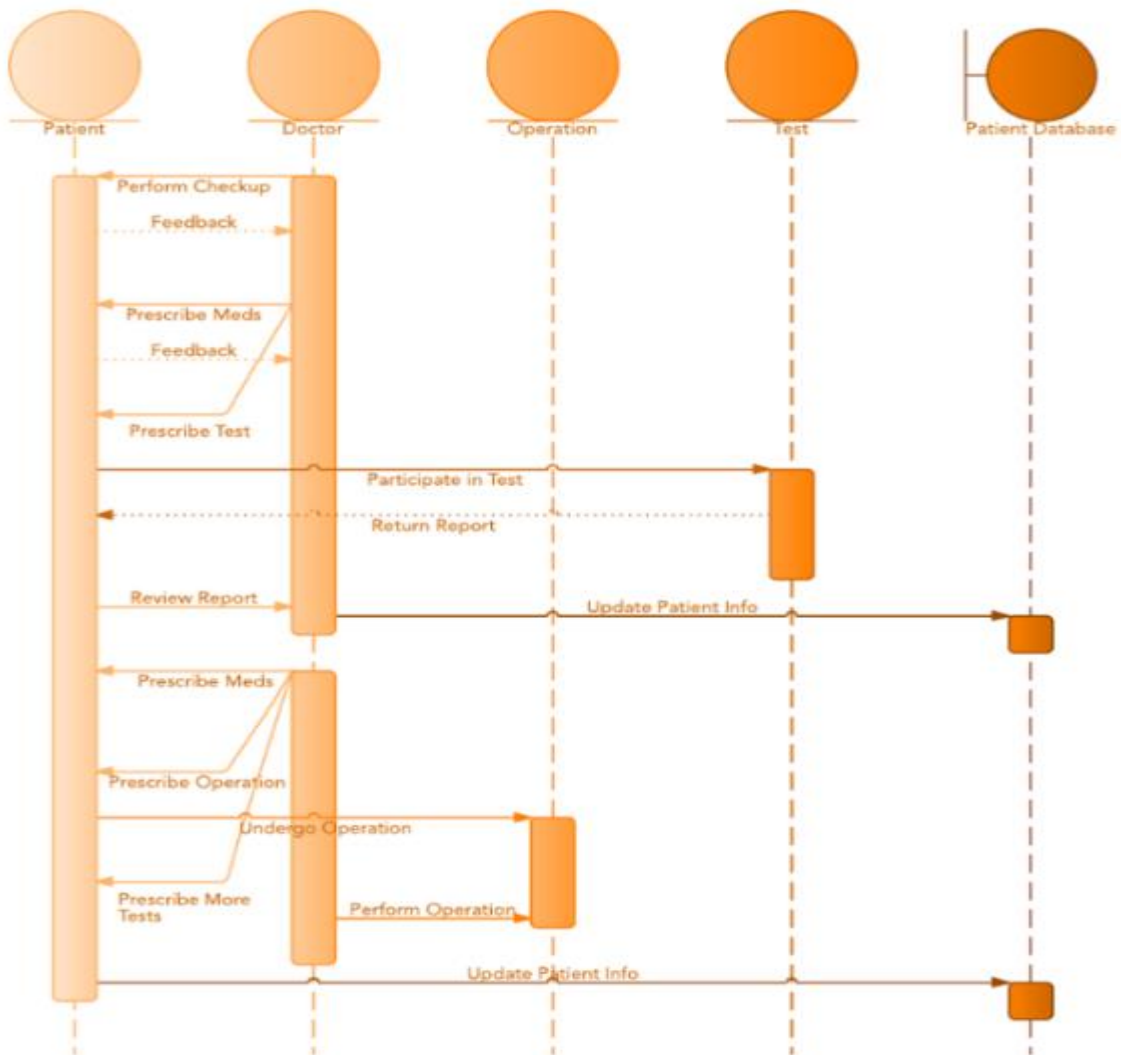 Patient
Doctor
Operation
Test
Patient Database
Perform Checkup
Feedback
Prescribe Meds
Feedback
Prescribe Test
Participate in Test
Return Report
Review Report
Update Patient Info
Prescribe Meds
Prescribe Operation
Undergo Operation
Prescribe More
Tests
Perform Operation
Update Patient Info